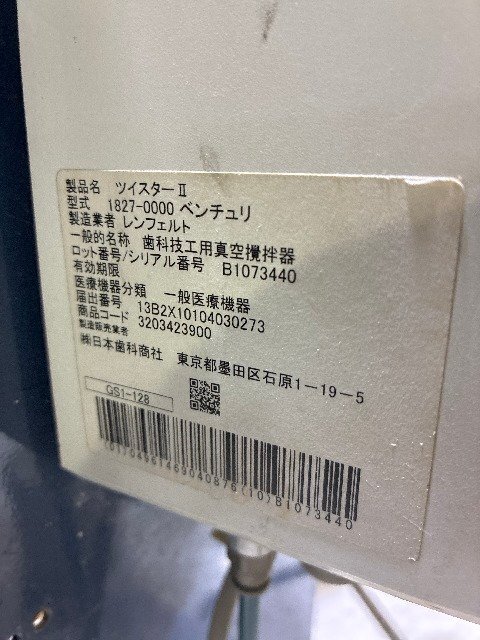 製品名 ツイスターⅡ
型式 1827-0000 ベンチュリ
製造業者 レンフェルト
一般的名称 歯科技工用真空攪拌器
ロット番号/シリアル番号 B1073440
有効期限
医療機器分類 一般医療機器
届出番号 13B2X10104030273
商品コード 3203423900
製造販売業者
㈱日本歯科商社 東京都墨田区石原1-19-5
GS1-128